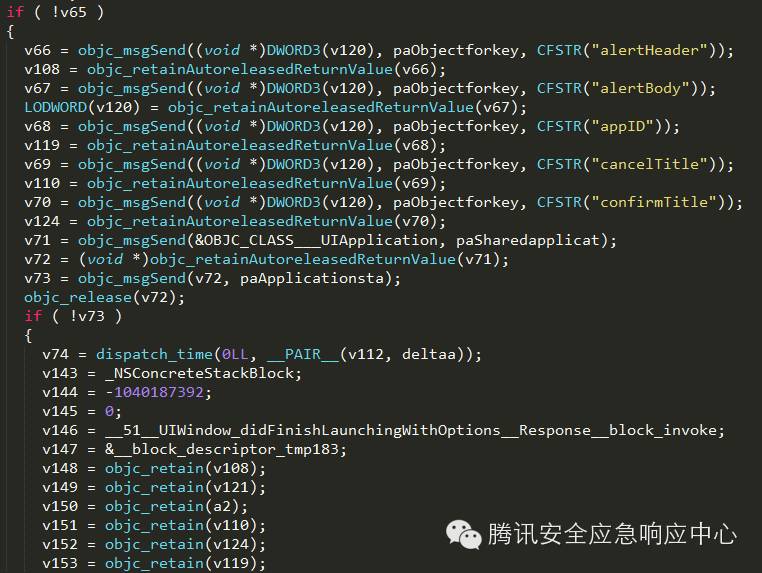 if ( !v65 )
{
v66 = objc_msgSend((void *)DWORD3(v120), paObjectforkey, CFSTR("alertHeader"));
v108 = objc_retainAutoreleasedReturnValue(v66);
v67 = objc_msgSend((void *)DWORD3(v120), paObjectforkey, CFSTR("alertBody"));
LODWORD(v120) = objc_retainAutoreleasedReturnValue(v67);
v68 = objc_msgSend((void *)DWORD3(v120), paObjectforkey, CFSTR("appID"));
v119 = objc_retainAutoreleasedReturnValue(v68);
v69 = objc_msgSend((void *)DWORD3(v120), paObjectforkey, CFSTR("cancelTitle"));
v110 = objc_retainAutoreleasedReturnValue(v69);
v70 = objc_msgSend((void *)DWORD3(v120), paObjectforkey, CFSTR("confirmTitle"));
v124 = objc_retainAutoreleasedReturnValue(v70);
v71 = objc_msgSend(&OBJC_CLASS___UIApplication, paSharedapplicat);
v72 = (void *)objc_retainAutoreleasedReturnValue(v71);
v73 = objc_msgSend(v72, paApplicationsta);
objc_release(v72);
if ( !v73 )
{
v74 = dispatch_time(0LL, __PAIR__(v112, deltaa));
v143 = _NSConcreteStackBlock;
v144 = -1040187392;
v145 = 0;
v146 = __51__UIWindow_didFinishLaunchingWithOptions__Response__block_invoke;
v147 = &__block_descriptor_tmp183;
v148 = objc_retain(v108);
v149 = objc_retain(v121);
v150 = objc_retain(a2);
v151 = objc_retain(v110);
v152 = objc_retain(v124);
v153 = objc_retain(v119);
腾讯安全应急响应中心